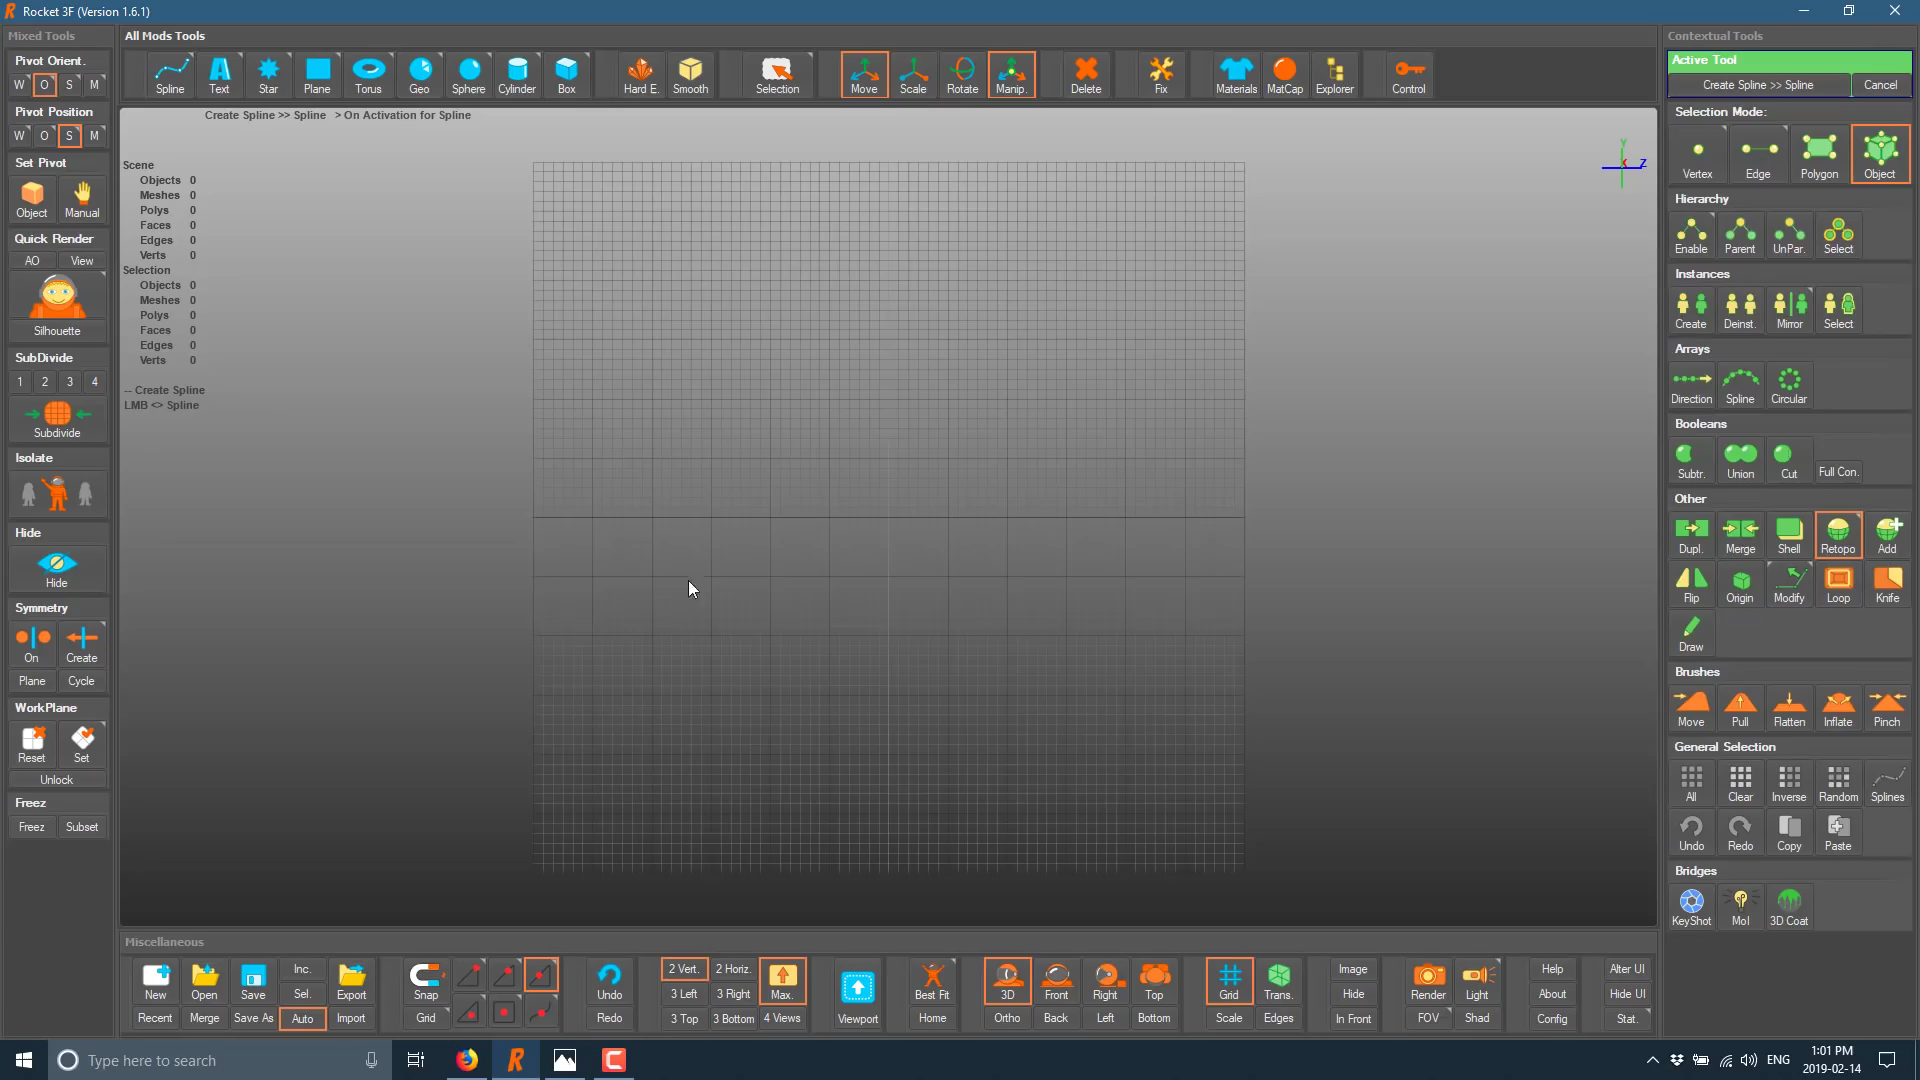 Rocket 3F (Version 1.6.1)
Mixed Tools
Pivot Orient.
W O S M
Pivot Position
W O S M
Set Pivot
Object Manual
Quick Render
AO View
Silhouette
SubDivide
1 2 3 4
Subdivide
Isolate
Hide
Hide
Symmetry
On Create
Plane Cycle
WorkPlane
Reset Set
Unlock
Freez
Freez Subset
All Mods Tools
Spline Text Star Plane Torus Geo Sphere Cylinder Box Hard E. Smooth Selection Move Scale Rotate Manip. Delete Fix Materials MatCap Explorer Control
Create Spline >> Spline > On Activation for Spline
Scene
Objects 0
Meshes 0
Polys 0
Faces 0
Edges 0
Verts 0
Selection
Objects 0
Meshes 0
Polys 0
Faces 0
Edges 0
Verts 0
-- Create Spline
LMB <> Spline
Y
X Z
Contextual Tools
Active Tool
Create Spline >> Spline Cancel
Selection Mode:
Vertex Edge Polygon Object
Hierarchy
Enable Parent UnPar. Select
Instances
Create Deinst. Mirror Select
Arrays
Direction Spline Circular
Booleans
Subtr. Union Cut Full Con.
Other
Dupl. Merge Shell Retopo Add
Flip Origin Modify Loop Knife
Draw
Brushes
Move Pull Flatten Inflate Pinch
General Selection
All Clear Inverse Random Splines
Undo Redo Copy Paste
Bridges
KeyShot MoI 3D Coat
Miscellaneous
New Open Save Inc. Sel. Export Snap Undo 2 Vert. 2 Horiz. 3 Left 3 Right Max. Viewport Best Fit 3D Front Right Top Grid Trans. Image Hide Render Light Help About Alter UI Hide UI
Recent Merge Save As Auto Import Grid Redo 3 Top 3 Bottom 4 Views Home Ortho Back Left Bottom Scale Edges In Front FOV Shad Config Stat.
Type here to search
ENG
1:01 PM
2019-02-14